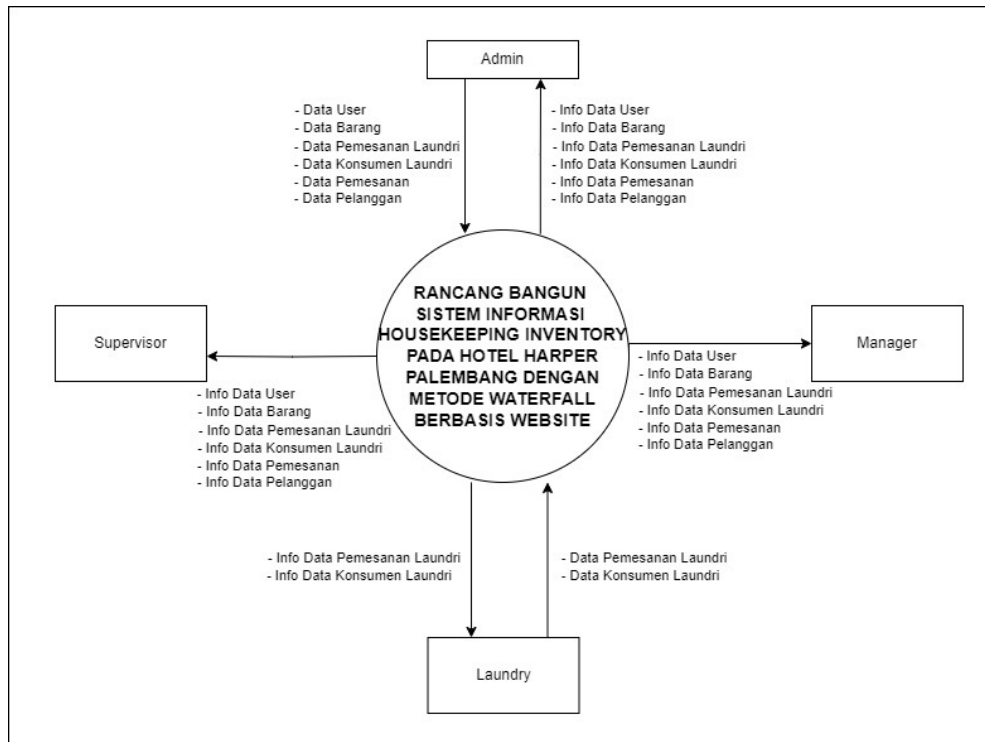 Admin
- Data User
- Data Barang
- Data Pemesanan Laundri
- Data Konsumen Laundri
- Data Pemesanan
- Data Pelanggan
- Info Data User
- Info Data Barang
- Info Data Pemesanan Laundri
- Info Data Konsumen Laundri
- Info Data Pemesanan
- Info Data Pelanggan
RANCANG BANGUN
SISTEM INFORMASI
HOUSEKEEPING INVENTORY
PADA HOTEL HARPER
PALEMBANG DENGAN
METODE WATERFALL
BERBASIS WEBSITE
Supervisor
- Info Data User
- Info Data Barang
- Info Data Pemesanan Laundri
- Info Data Konsumen Laundri
- Info Data Pemesanan
- Info Data Pelanggan
Manager
- Info Data User
- Info Data Barang
- Info Data Pemesanan Laundri
- Info Data Konsumen Laundri
- Info Data Pemesanan
- Info Data Pelanggan
- Info Data Pemesanan Laundri
- Info Data Konsumen Laundri
- Data Pemesanan Laundri
- Data Konsumen Laundri
Laundry